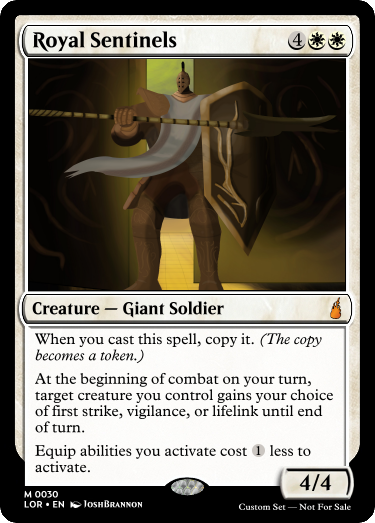 Royal Sentinels 4
Creature — Giant Soldier
When you cast this spell, copy it. (The copy
becomes a token.)
At the beginning of combat on your turn,
target creature you control gains your choice
of first strike, vigilance, or lifelink until end
of turn.
Equip abilities you activate cost 1 less to
activate.
4/4
M 0030
LOR • EN JoshBrannon
Custom Set — Not For Sale